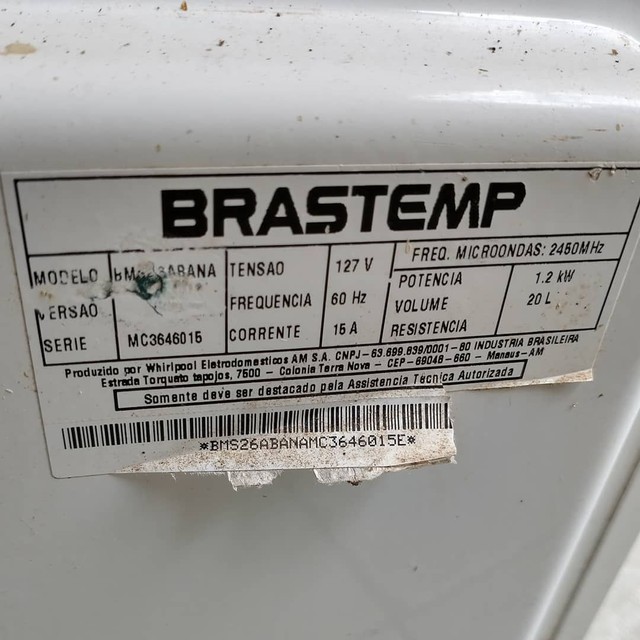 BRASTEMP
MODELO TENSAO 127 V FREQ. MICROONDAS: 2450MHz
VERSAO FREQUENCIA 60 Hz POTENCIA 1.2 kW
SERIE MC3646015 CORRENTE 15 A VOLUME 20 L
RESISTENCIA
Produzido por Whirlpool Eletrodomesticos AM S.A. CNPJ - 63.699.839/0001-80 INDUSTRIA BRASILEIRA
Estrada Torquato tapajos, 7500 - Colonia Terra Nova - CEP -69048-660 - Manaus-AM
Somente deve ser destacado pela Assistencia Técnica Autorizada
*BMS26ABANAMC3646015E*